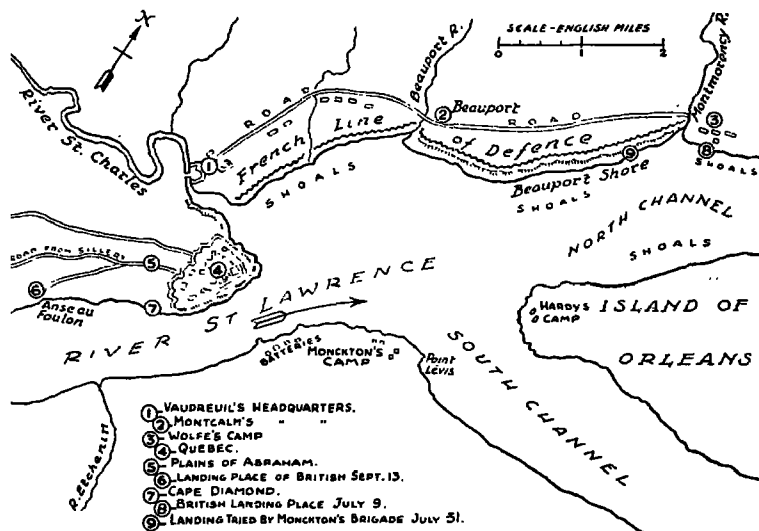 SCALE-ENGLISH MILES
0 1 2
River St. Charles
Beauport R.
Montmorency R.
ROAD
② Beauport
ROAD
③
①
French Line
of Defence
⑧
⑨
SHOALS
SHOALS
Beauport Shore
SHOALS
NORTH CHANNEL
SHOALS
ROAD FROM SILLERY
⑤
④
⑥
Anseau
Foulon
⑦
RIVER ST LAWRENCE
HARDY'S
CAMP
ISLAND OF
ORLEANS
BATTERIES
MONCKTON'S
CAMP
Point
Lévis
SOUTH CHANNEL
R. Etchenin
① VAUDREUIL'S HEADQUARTERS.
② MONTCALM'S " "
③ WOLFE'S CAMP
④ QUEBEC.
⑤ PLAINS OF ABRAHAM.
⑥ LANDING PLACE OF BRITISH SEPT. 13.
⑦ CAPE DIAMOND.
⑧ BRITISH LANDING PLACE JULY 9.
⑨ LANDING TRIED BY MONCKTON'S BRIGADE JULY 31.